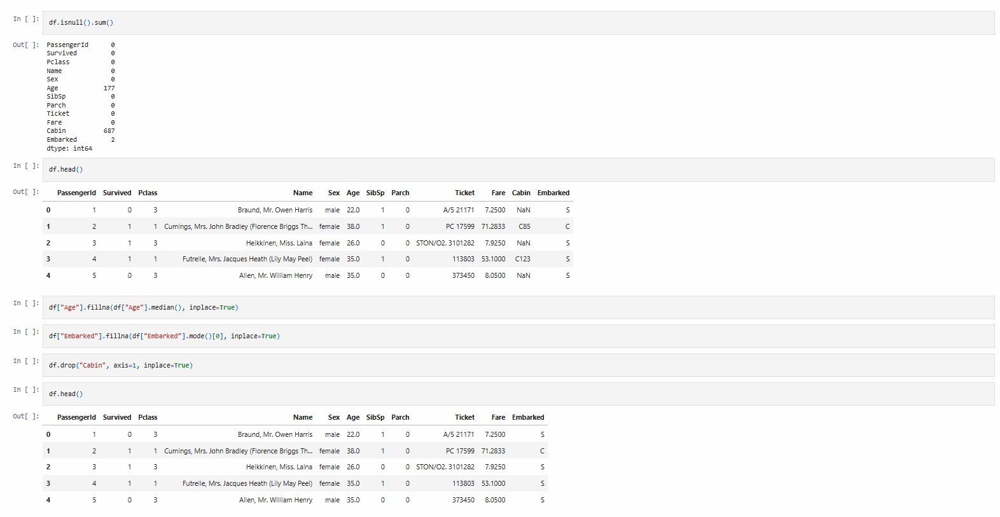 In [ ]: df.isnull().sum()
Out[ ]: PassengerId 0
Survived 0
Pclass 0
Name 0
Sex 0
Age 177
SibSp 0
Parch 0
Ticket 0
Fare 0
Cabin 687
Embarked 2
dtype: int64
In [ ]: df.head()
Out[ ]: PassengerId Survived Pclass Name Sex Age SibSp Parch Ticket Fare Cabin Embarked
0 1 0 3 Braund, Mr. Owen Harris male 22.0 1 0 A/5 21171 7.2500 NaN S
1 2 1 1 Cumings, Mrs. John Bradley (Florence Briggs Th... female 38.0 1 0 PC 17599 71.2833 C85 C
2 3 1 3 Heikkinen, Miss. Laina female 26.0 0 0 STON/O2. 3101282 7.9250 NaN S
3 4 1 1 Futrelle, Mrs. Jacques Heath (Lily May Peel) female 35.0 1 0 113803 53.1000 C123 S
4 5 0 3 Allen, Mr. William Henry male 35.0 0 0 373450 8.0500 NaN S
In [ ]: df["Age"].fillna(df["Age"].median(), inplace=True)
In [ ]: df["Embarked"].fillna(df["Embarked"].mode()[0], inplace=True)
In [ ]: df.drop("Cabin", axis=1, inplace=True)
In [ ]: df.head()
Out[ ]: PassengerId Survived Pclass Name Sex Age SibSp Parch Ticket Fare Embarked
0 1 0 3 Braund, Mr. Owen Harris male 22.0 1 0 A/5 21171 7.2500 S
1 2 1 1 Cumings, Mrs. John Bradley (Florence Briggs Th... female 38.0 1 0 PC 17599 71.2833 C
2 3 1 3 Heikkinen, Miss. Laina female 26.0 0 0 STON/O2. 3101282 7.9250 S
3 4 1 1 Futrelle, Mrs. Jacques Heath (Lily May Peel) female 35.0 1 0 113803 53.1000 S
4 5 0 3 Allen, Mr. William Henry male 35.0 0 0 373450 8.0500 S